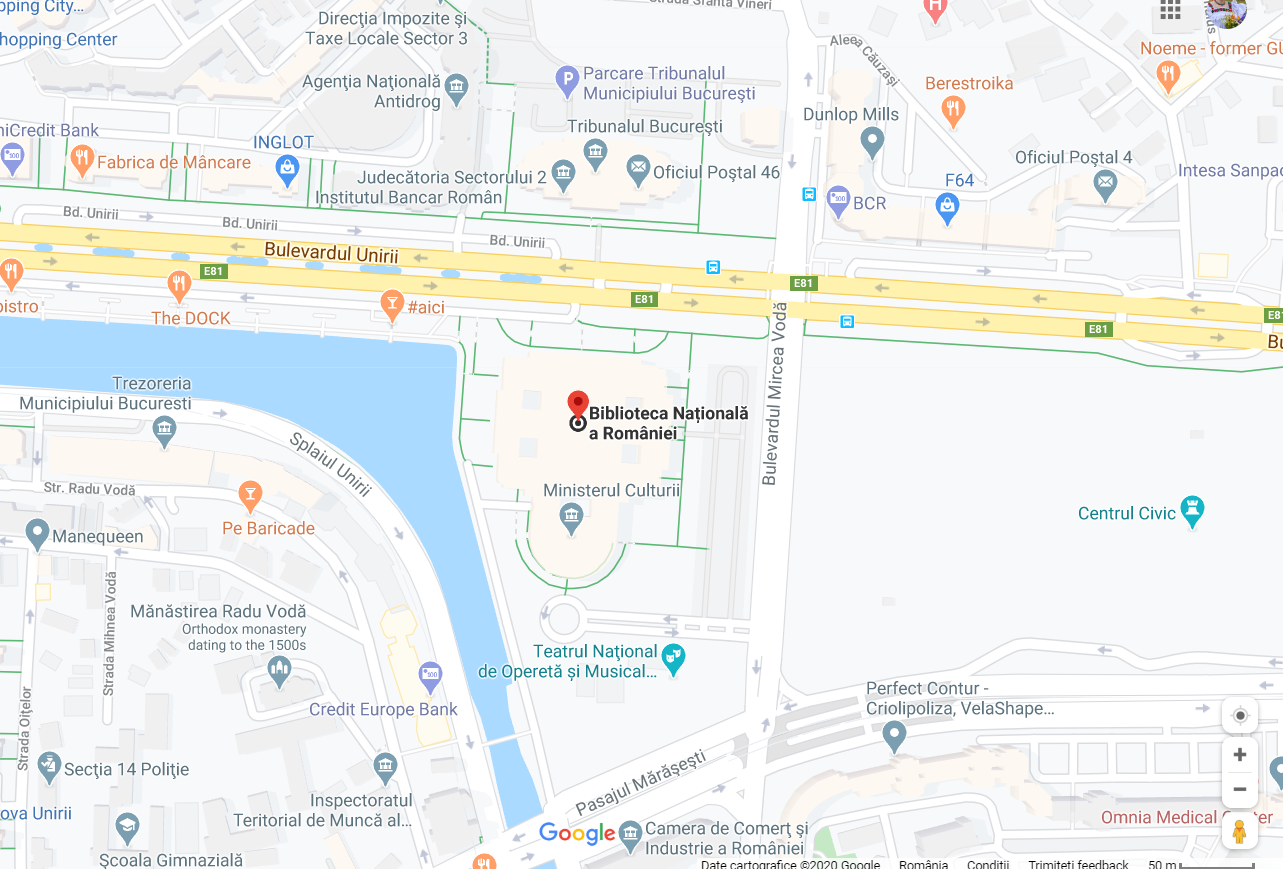 pping City...
hopping Center
Direcția Impozite și
Taxe Locale Sector 3
Strada Sfânta Vineri
H
Agenția Națională
Antidrog
P
Parcare Tribunalul
Municipiului București
Aleea Căuzași
Noeme - former GU
Berestroika
Dunlop Mills
niCredit Bank
INGLOT
Tribunalul București
Fabrica de Mâncare
Judecătoria Sectorului 2
Institutul Bancar Român
Oficiul Poștal 46
Oficiul Poștal 4
Intesa Sanpao
F64
BCR
Bd. Unirii
Bd. Unirii
Bd. Unirii
Bulevardul Unirii
E81
E81
E81
E81
E81
Bu
bistro
The DOCK
#aici
Bulevardul Mircea Vodă
Trezoreria
Municipiului Bucuresti
Biblioteca Națională
a României
Splaiul Unirii
Str. Radu Vodă
Ministerul Culturii
Pe Baricade
Centrul Civic
Manequeen
Strada Mihnea Vodă
Mănăstirea Radu Vodă
Orthodox monastery
dating to the 1500s
Teatrul Național
de Operetă și Musical...
Credit Europe Bank
Perfect Contur -
Criolipoliza, VelaShape...
Strada Oițelor
Secția 14 Poliție
Pasajul Mărășești
Inspectoratul
Teritorial de Muncă al...
ova Unirii
Omnia Medical Center
Google
Camera de Comerț și
Industrie a României
Școala Gimnazială
Date cartografice ©2020 Google România Condiții Trimiteți feedback 50 m